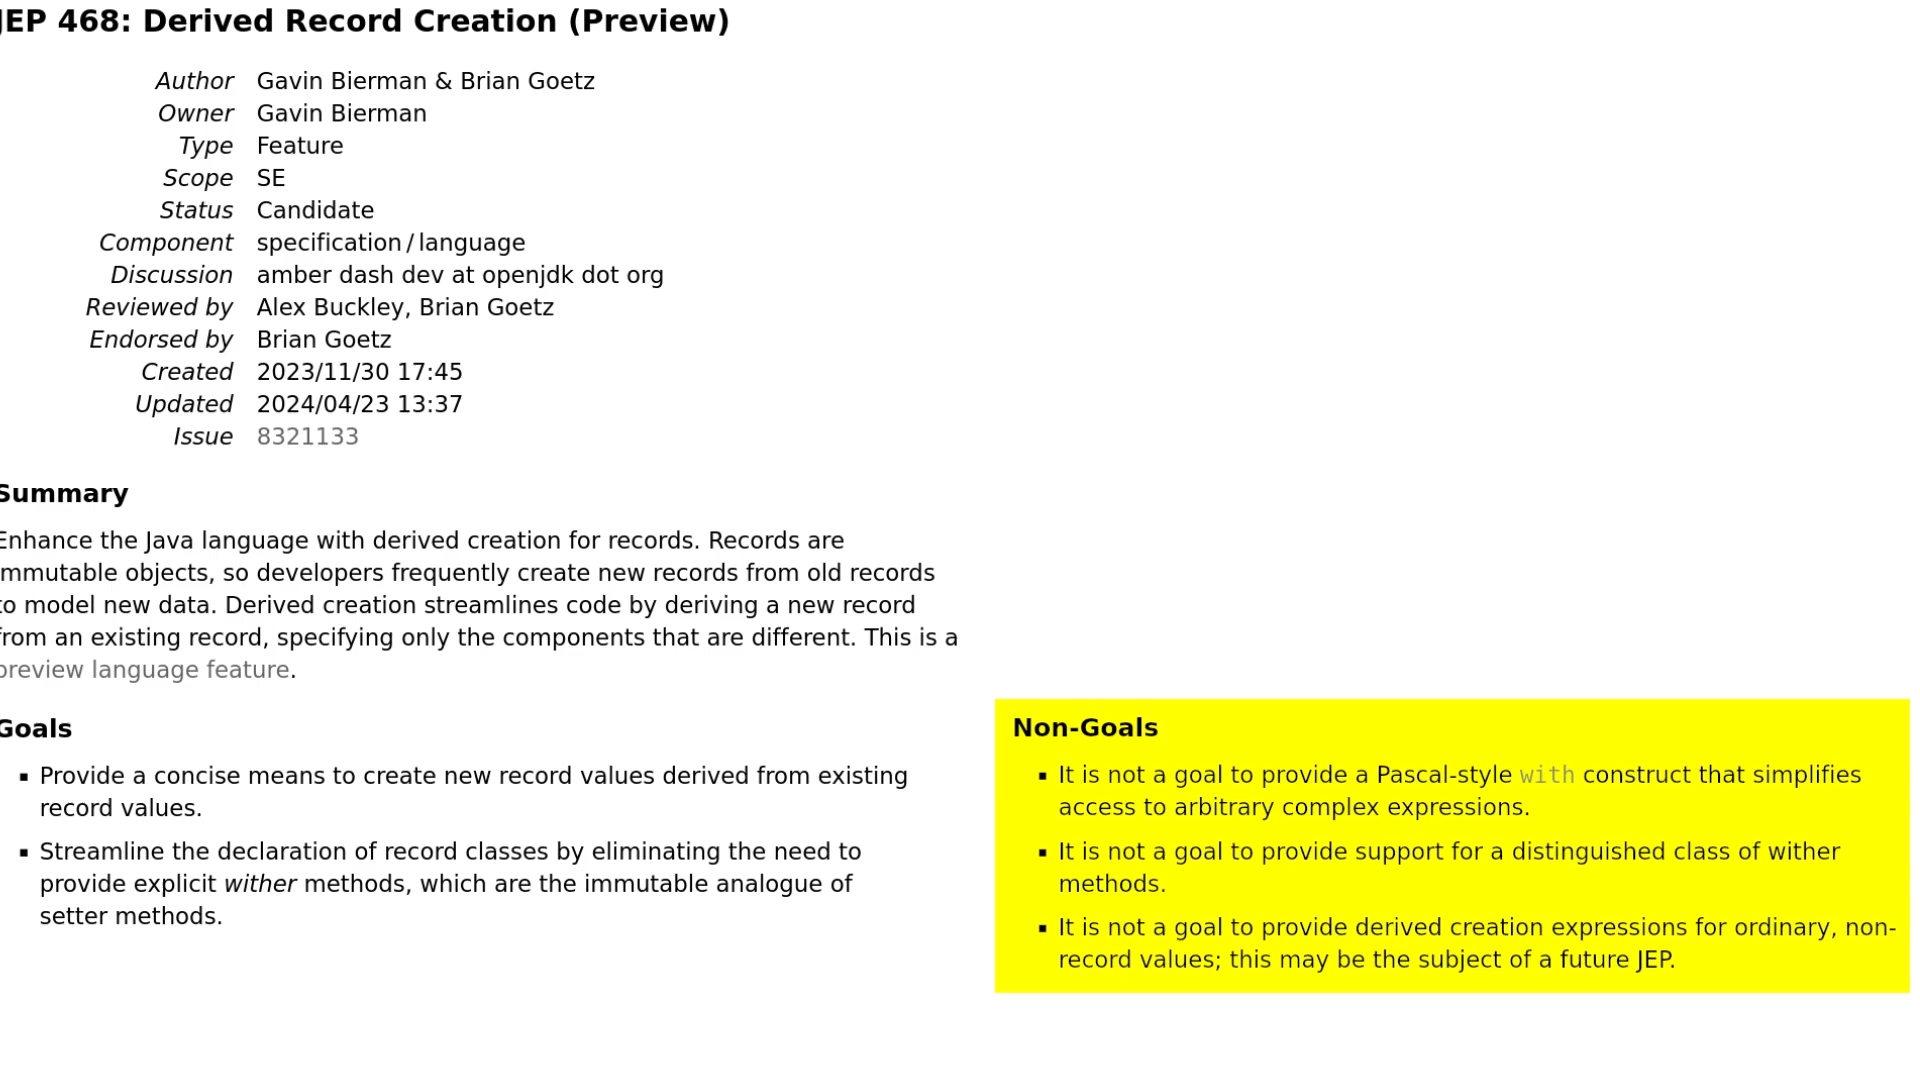 JEP 468: Derived Record Creation (Preview)
Author Gavin Bierman & Brian Goetz
Owner Gavin Bierman
Type Feature
Scope SE
Status Candidate
Component specification / language
Discussion amber dash dev at openjdk dot org
Reviewed by Alex Buckley, Brian Goetz
Endorsed by Brian Goetz
Created 2023/11/30 17:45
Updated 2024/04/23 13:37
Issue 8321133
Summary
Enhance the Java language with derived creation for records. Records are
immutable objects, so developers frequently create new records from old records
to model new data. Derived creation streamlines code by deriving a new record
from an existing record, specifying only the components that are different. This is a
preview language feature.
Goals
▪ Provide a concise means to create new record values derived from existing
record values.
▪ Streamline the declaration of record classes by eliminating the need to
provide explicit wither methods, which are the immutable analogue of
setter methods.
Non-Goals
▪ It is not a goal to provide a Pascal-style with construct that simplifies
access to arbitrary complex expressions.
▪ It is not a goal to provide support for a distinguished class of wither
methods.
▪ It is not a goal to provide derived creation expressions for ordinary, non-
record values; this may be the subject of a future JEP.